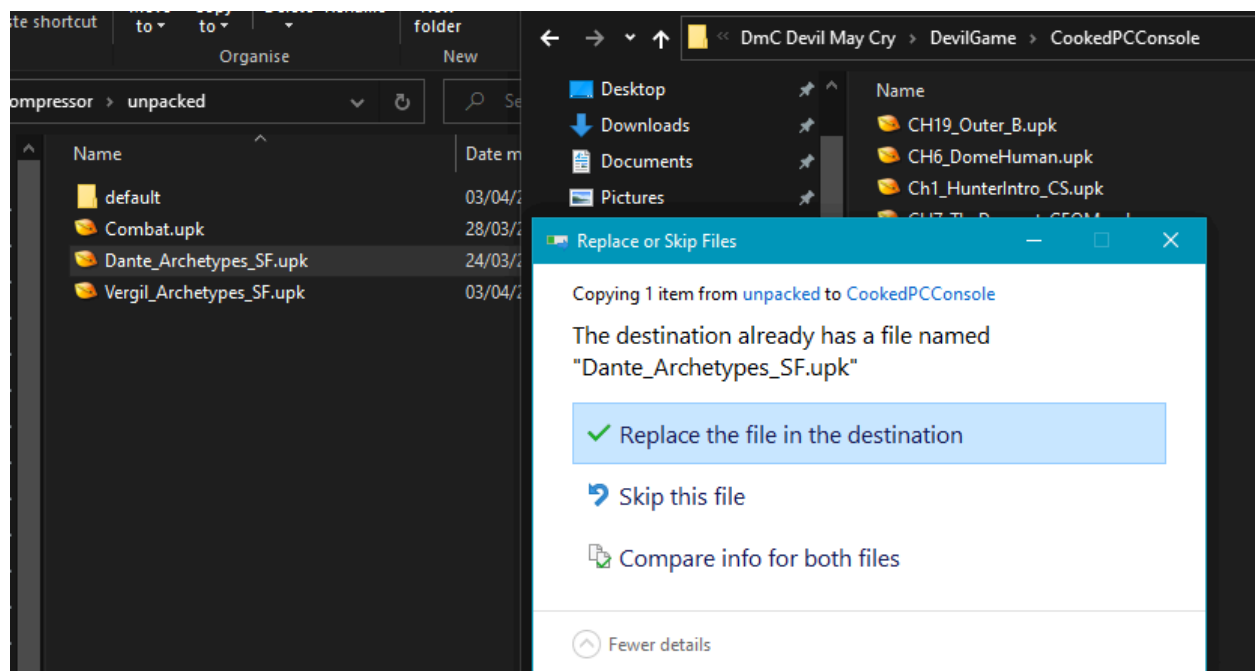 ste shortcut
to
to
folder
Organise
New
ompressor > unpacked
Name
Date m
default
03/04/2
Combat.upk
28/03/2
Dante_Archetypes_SF.upk
24/03/2
Vergil_Archetypes_SF.upk
03/04/2
« DmC Devil May Cry > DevilGame > CookedPCConsole
Desktop
Downloads
Documents
Pictures
Name
CH19_Outer_B.upk
CH6_DomeHuman.upk
Ch1_HunterIntro_CS.upk
Replace or Skip Files
Copying 1 item from unpacked to CookedPCConsole
The destination already has a file named
"Dante_Archetypes_SF.upk"
Replace the file in the destination
Skip this file
Compare info for both files
Fewer details